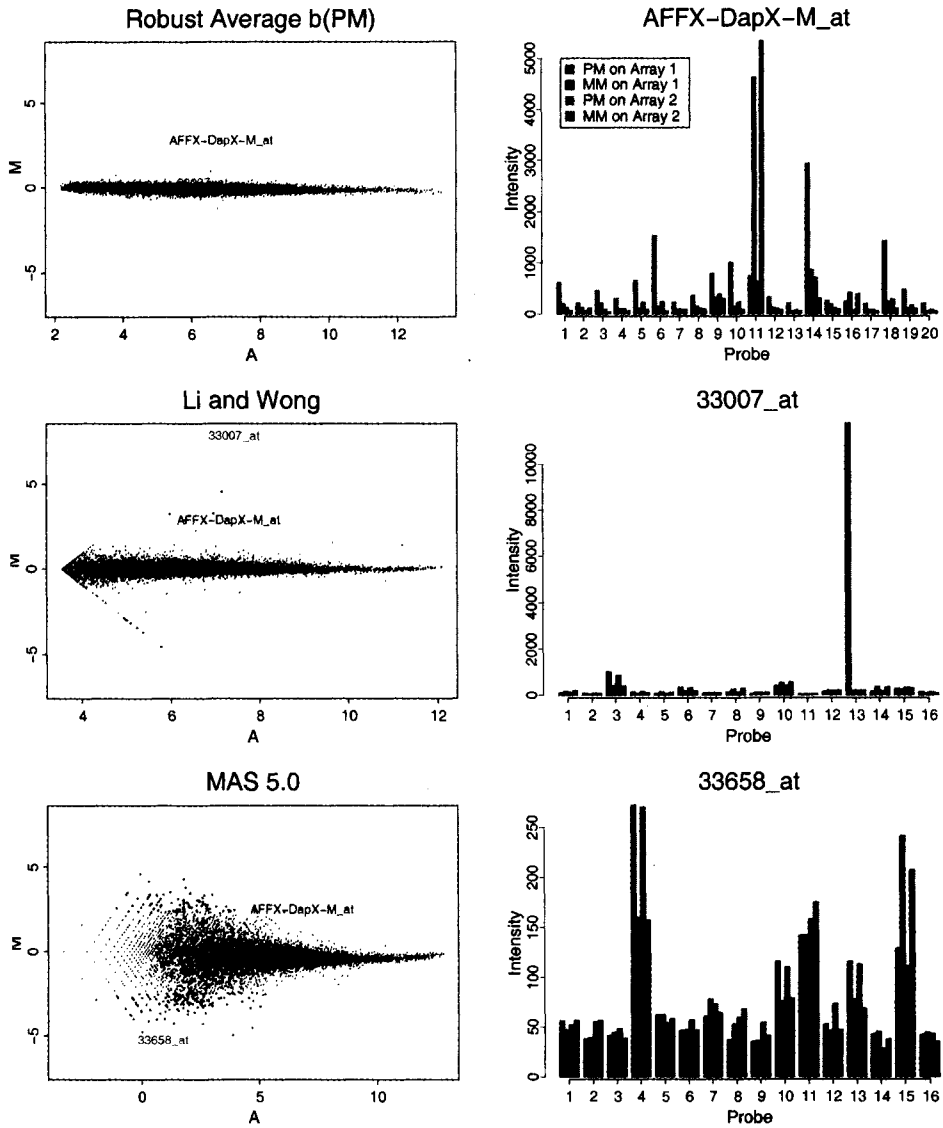 Robust Average b(PM)
AFFX-DapX-M_at
5
0
-5
M
AFFX-DapX-M_at
33007
2 4 6 8 10 12
A
5000
4000
3000
2000
1000
0
Intensity
PM on Array 1
MM on Array 1
PM on Array 2
MM on Array 2
1 2 3 4 5 6 7 8 9 10 11 12 13 14 15 16 17 18 19 20
Probe
Li and Wong
33007_at
5
0
-5
M
33007_at
AFFX-DapX-M_at
4 6 8 10 12
A
10000
8000
6000
4000
2000
0
Intensity
1 2 3 4 5 6 7 8 9 10 11 12 13 14 15 16
Probe
MAS 5.0
33658_at
5
0
-5
M
AFFX-DapX-M_at
33658_at
0 5 10
A
250
200
150
100
50
0
Intensity
1 2 3 4 5 6 7 8 9 10 11 12 13 14 15 16
Probe